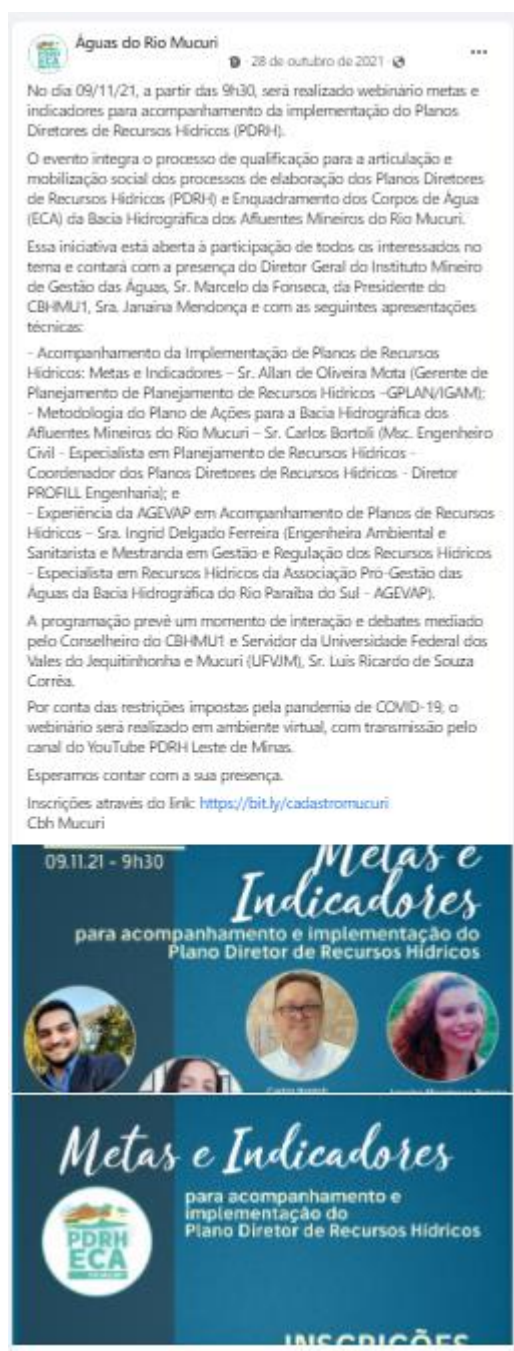 Águas do Rio Mucuri
28 de outubro de 2021
No dia 09/11/21, a partir das 9h30, será realizado webinário metas e
indicadores para acompanhamento da implementação do Planos
Diretores de Recursos Hídricos (PDRH).
O evento integra o processo de qualificação para a articulação e
mobilização social dos processos de elaboração dos Planos Diretores
de Recursos Hídricos (PDRH) e Enquadramento dos Corpos de Água
(ECA) da Bacia Hidrográfica dos Afluentes Mineiros do Rio Mucuri.
Essa iniciativa está aberta à participação de todos os interessados no
tema e contará com a presença do Diretor Geral do Instituto Mineiro
de Gestão das Águas, Sr. Marcelo da Fonseca, da Presidente do
CBHMU1, Sra. Janaina Mendonça e com as seguintes apresentações
técnicas:
- Acompanhamento da Implementação de Planos de Recursos
Hídricos: Metas e Indicadores – Sr. Allan de Oliveira Mota (Gerente de
Planejamento de Planejamento de Recursos Hídricos –GPLAN/IGAM);
- Metodologia do Plano de Ações para a Bacia Hidrográfica dos
Afluentes Mineiros do Rio Mucuri – Sr. Carlos Bortoli (Msc. Engenheiro
Civil - Especialista em Planejamento de Recursos Hídricos -
Coordenador dos Planos Diretores de Recursos Hídricos - Diretor
PROFILL Engenharia); e
- Experiência da AGEVAP em Acompanhamento de Planos de Recursos
Hídricos – Sra. Ingrid Delgado Ferreira (Engenheira Ambiental e
Sanitarista e Mestranda em Gestão e Regulação dos Recursos Hídricos
- Especialista em Recursos Hídricos da Associação Pró-Gestão das
Águas da Bacia Hidrográfica do Rio Paraíba do Sul - AGEVAP).
A programação prevê um momento de interação e debates mediado
pelo Conselheiro do CBHMU1 e Servidor da Universidade Federal dos
Vales do Jequitinhonha e Mucuri (UFVJM), Sr. Luis Ricardo de Souza
Corrêa.
Por conta das restrições impostas pela pandemia de COVID-19, o
webinário será realizado em ambiente virtual, com transmissão pelo
canal do YouTube PDRH Leste de Minas.
Esperamos contar com a sua presença.
Inscrições através do link: https://bit.ly/cadastromucuri
Cbh Mucuri
09.11.21 - 9h30
Metas e
Indicadores
para acompanhamento e implementação do
Plano Diretor de Recursos Hídricos
Metas e Indicadores
PDRH
ECA
para acompanhamento e
implementação do
Plano Diretor de Recursos Hídricos
INSCRIÇÕES